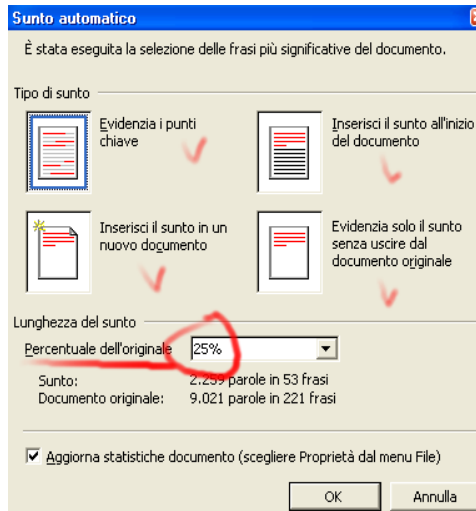 Sunto automatico
È stata eseguita la selezione delle frasi più significative del documento.
Tipo di sunto
Evidenzia i punti
chiave
Inserisci il sunto all'inizio
del documento
Inserisci il sunto in un
nuovo documento
Evidenzia solo il sunto
senza uscire dal
documento originale
Lunghezza del sunto
Percentuale dell'originale 25%
Sunto: 2.259 parole in 53 frasi
Documento originale: 9.021 parole in 221 frasi
Aggiorna statistiche documento (scegliere Proprietà dal menu File)
OK Annulla